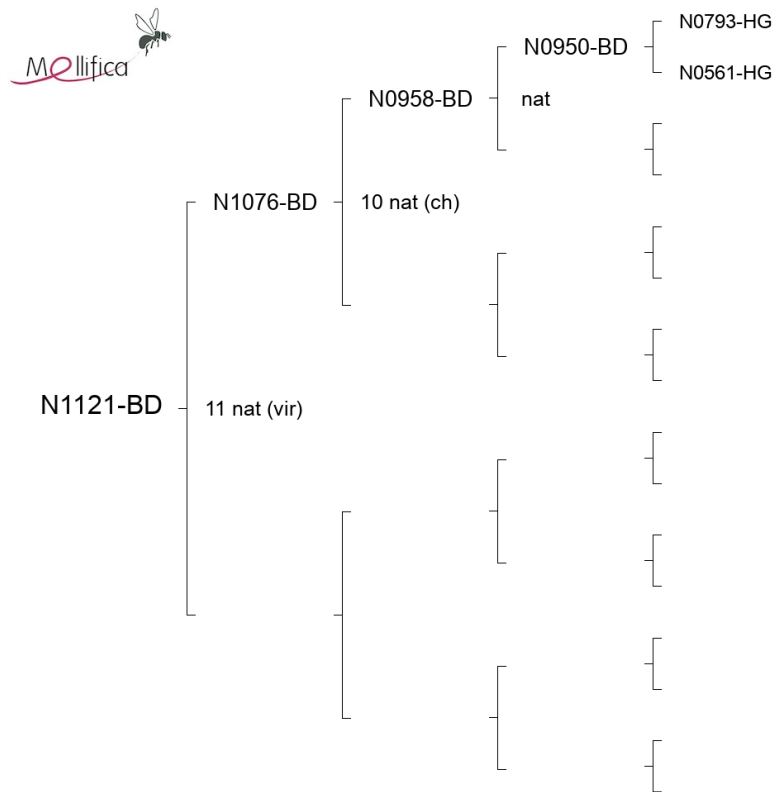 Mellifica
N0793-HG
N0950-BD
N0561-HG
N0958-BD
nat
N1076-BD
10 nat (ch)
N1121-BD
11 nat (vir)